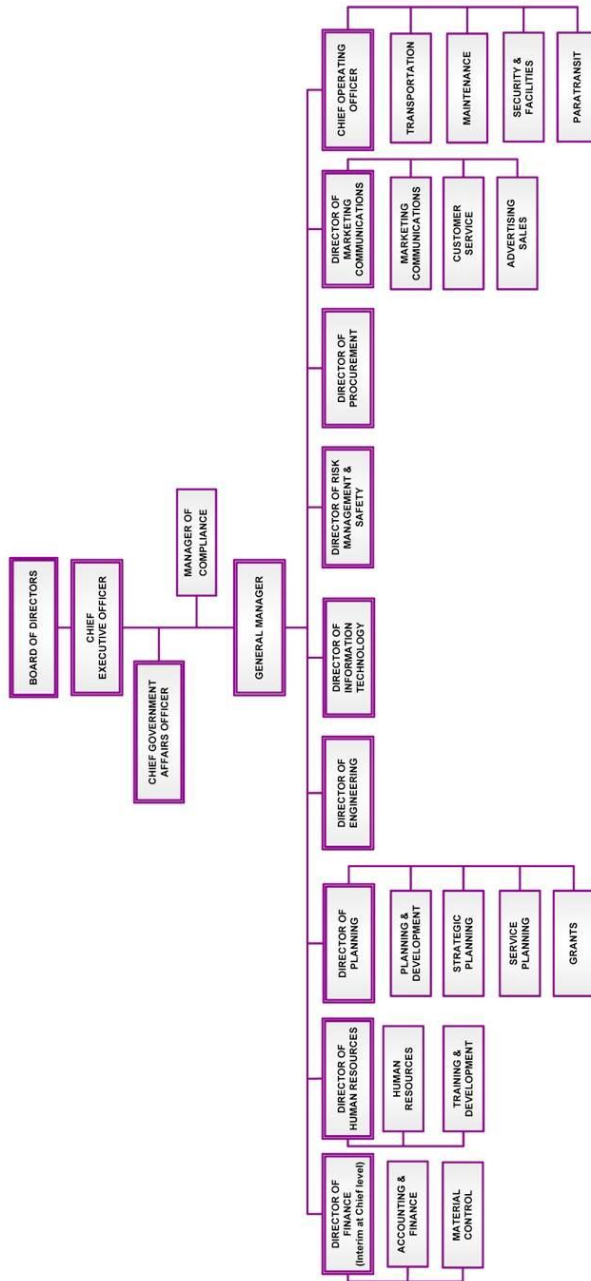 BOARD OF DIRECTORS
CHIEF
EXECUTIVE OFFICER
CHIEF GOVERNMENT
AFFAIRS OFFICER
MANAGER OF
COMPLIANCE
GENERAL MANAGER
DIRECTOR OF
FINANCE
(Interim at Chief level)
ACCOUNTING &
FINANCE
MATERIAL
CONTROL
DIRECTOR OF
HUMAN RESOURCES
HUMAN
RESOURCES
TRAINING &
DEVELOPMENT
DIRECTOR OF
PLANNING
PLANNING &
DEVELOPMENT
STRATEGIC
PLANNING
SERVICE
PLANNING
GRANTS
DIRECTOR OF
ENGINEERING
DIRECTOR OF
INFORMATION
TECHNOLOGY
DIRECTOR OF RISK
MANAGEMENT &
SAFETY
DIRECTOR OF
PROCUREMENT
DIRECTOR OF
MARKETING
COMMUNICATIONS
MARKETING
COMMUNICATIONS
CUSTOMER
SERVICE
ADVERTISING
SALES
CHIEF OPERATING
OFFICER
TRANSPORTATION
MAINTENANCE
SECURITY &
FACILITIES
PARATRANSIT